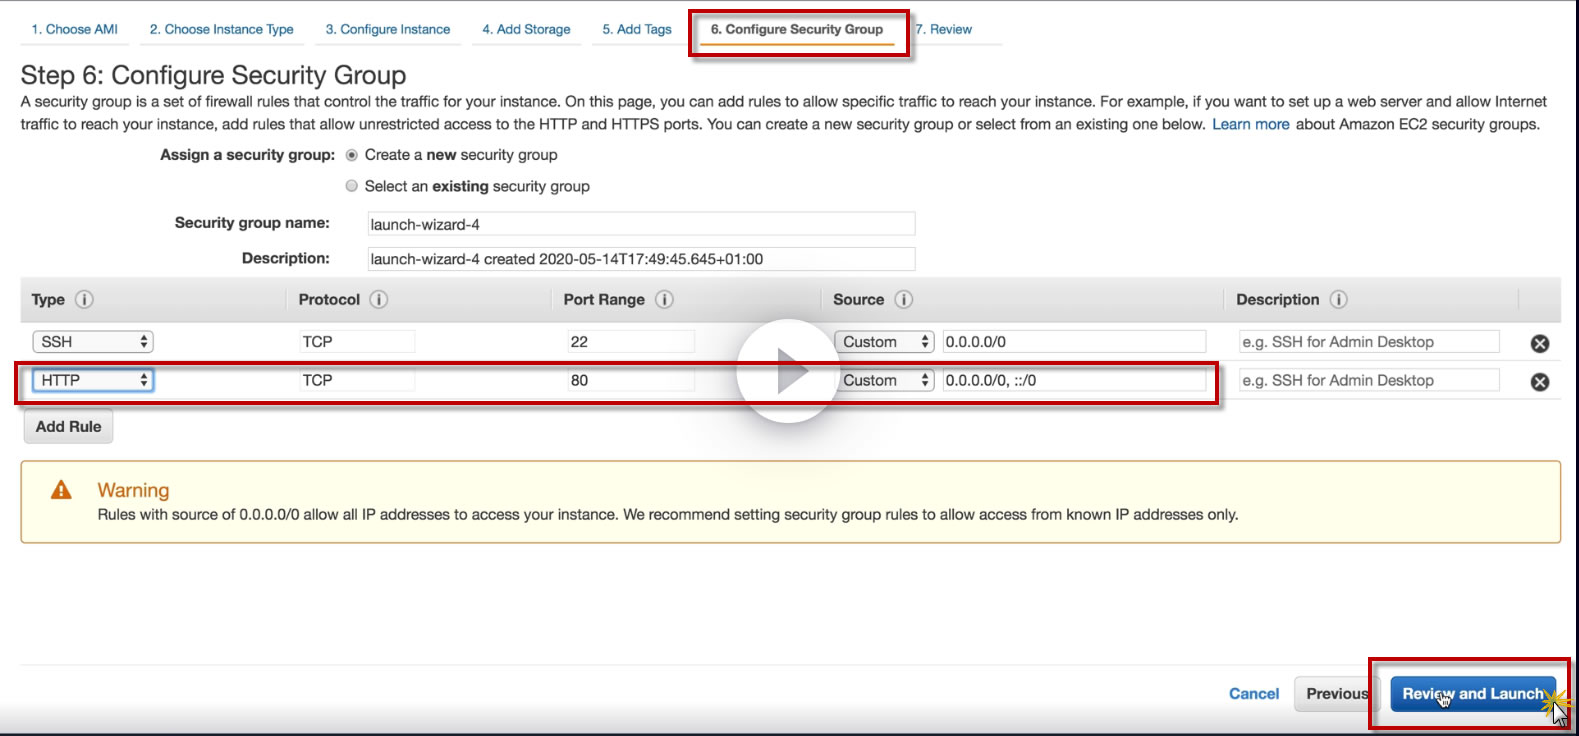 1. Choose AMI 2. Choose Instance Type 3. Configure Instance 4. Add Storage 5. Add Tags 6. Configure Security Group 7. Review
Step 6: Configure Security Group
A security group is a set of firewall rules that control the traffic for your instance. On this page, you can add rules to allow specific traffic to reach your instance. For example, if you want to set up a web server and allow Internet
traffic to reach your instance, add rules that allow unrestricted access to the HTTP and HTTPS ports. You can create a new security group or select from an existing one below. Learn more about Amazon EC2 security groups.
Assign a security group: Create a new security group
Select an existing security group
Security group name: launch-wizard-4
Description: launch-wizard-4 created 2020-05-14T17:49:45.645+01:00
Type i Protocol i Port Range i Source i Description i
SSH TCP 22 Custom 0.0.0.0/0 e.g. SSH for Admin Desktop
HTTP TCP 80 Custom 0.0.0.0/0, ::/0 e.g. SSH for Admin Desktop
Add Rule
Warning
Rules with source of 0.0.0.0/0 allow all IP addresses to access your instance. We recommend setting security group rules to allow access from known IP addresses only.
Cancel Previous Review and Launch